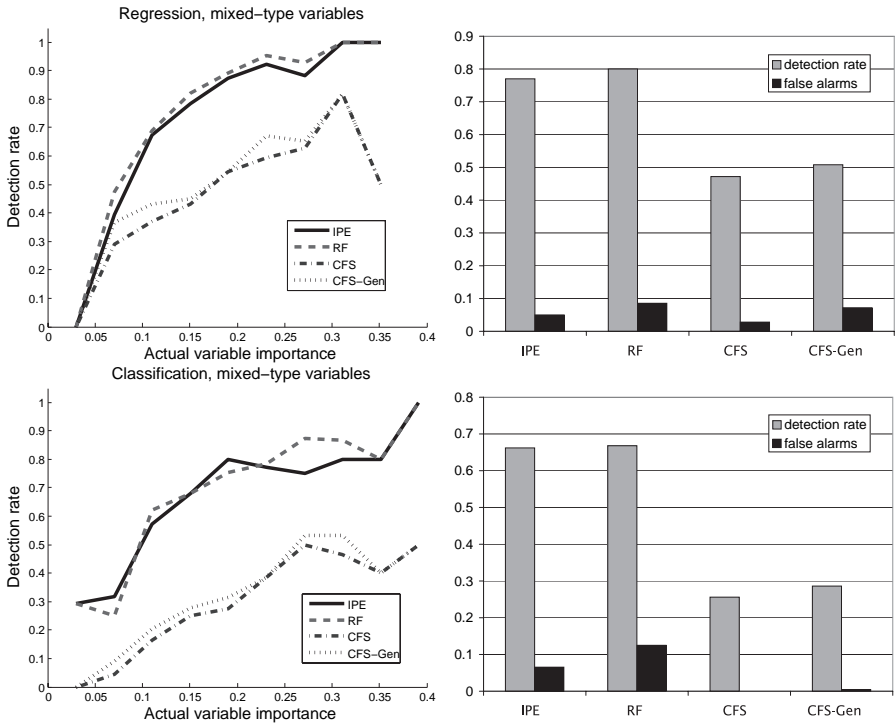 Regression, mixed−type variables
Detection rate
1
0.9
0.8
0.7
0.6
0.5
0.4
0.3
0.2
0.1
0
IPE
RF
CFS
CFS−Gen
0 0.05 0.1 0.15 0.2 0.25 0.3 0.35 0.4
Actual variable importance
0.9
0.8
0.7
0.6
0.5
0.4
0.3
0.2
0.1
0
detection rate
false alarms
IPE RF CFS CFS-Gen
Classification, mixed−type variables
Detection rate
1
0.9
0.8
0.7
0.6
0.5
0.4
0.3
0.2
0.1
0
IPE
RF
CFS
CFS−Gen
0 0.05 0.1 0.15 0.2 0.25 0.3 0.35 0.4
Actual variable importance
0.8
0.7
0.6
0.5
0.4
0.3
0.2
0.1
0
detection rate
false alarms
IPE RF CFS CFS-Gen